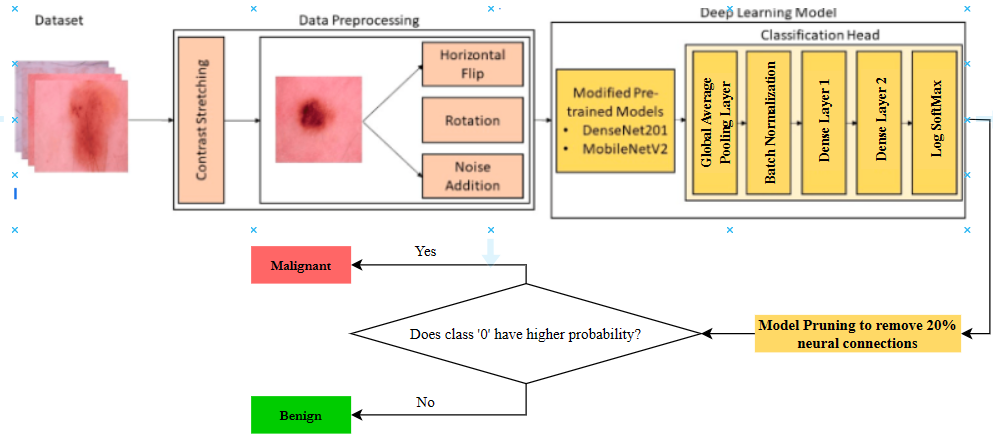 Dataset
Data Preprocessing
Deep Learning Model
Contrast Stretching
Horizontal
Flip
Rotation
Noise
Addition
Modified Pre-
trained Models
• DenseNet201
• MobileNetV2
Classification Head
Global Average
Pooling Layer
Batch Normalization
Dense Layer 1
Dense Layer 2
Log SoftMax
Malignant
Yes
Does class '0' have higher probability?
Model Pruning to remove 20%
neural connections
No
Benign